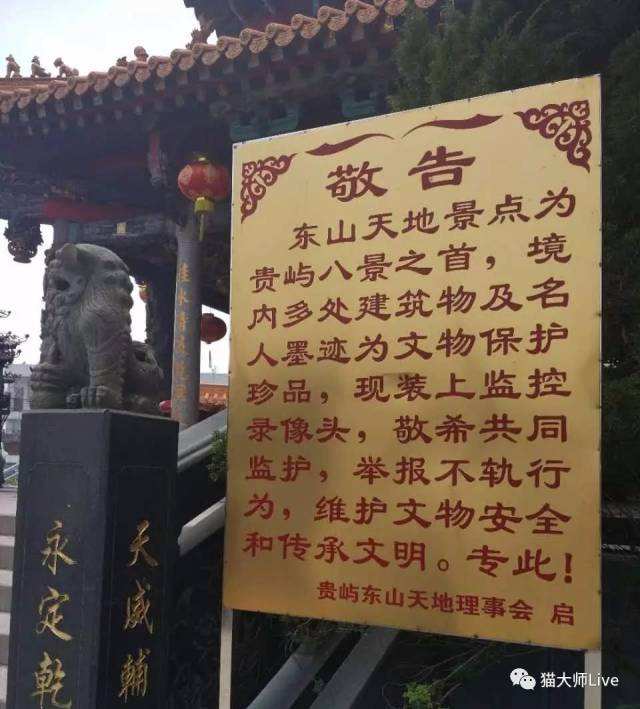 敬告
东山天地景点为
贵屿八景之首，境
内多处建筑物及名
人墨迹为文物保护
珍品，现装上监控
录像头，敬希共同
监护，举报不轨行
为，维护文物安全
和传承文明。专此！
贵屿东山天地理事会 启
天威輔
永定乾
猫大师Live